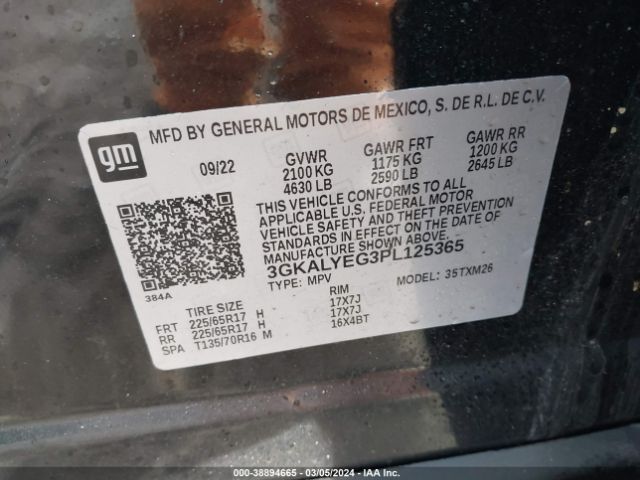 MFD BY GENERAL MOTORS DE MEXICO, S. DE R.L. DE C.V.
gm
09/22
GVWR GAWR FRT GAWR RR
2100 KG 1175 KG 1200 KG
4630 LB 2590 LB 2645 LB
THIS VEHICLE CONFORMS TO ALL
APPLICABLE U.S. FEDERAL MOTOR
VEHICLE SAFETY AND THEFT PREVENTION
STANDARDS IN EFFECT ON THE DATE OF
MANUFACTURE SHOWN ABOVE.
3GKALYEG3PL125365
384A
TYPE: MPV MODEL: 35TXM26
TIRE SIZE RIM
FRT 225/65R17 H 17X7J
RR 225/65R17 H 17X7J
SPA T135/70R16 M 16X4BT
000-38894665 - 03/05/2024 - IAAI.COM